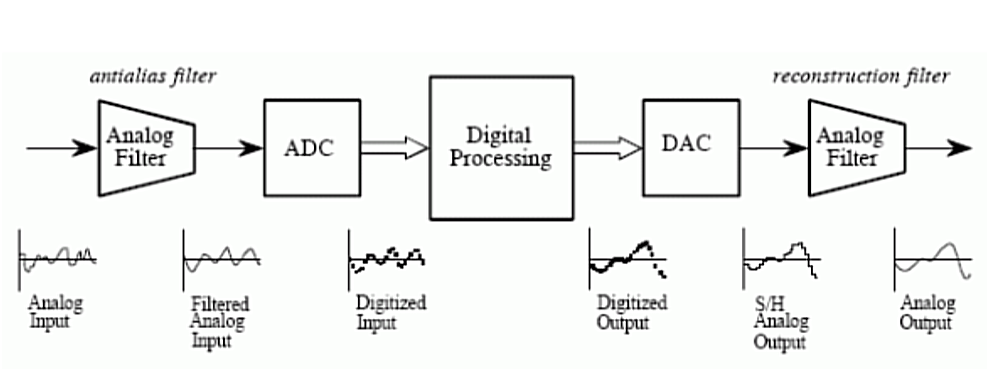 antialias filter
reconstruction filter
Analog
Filter
ADC
Digital
Processing
DAC
Analog
Filter
Analog
Input
Filtered
Analog
Input
Digitized
Input
Digitized
Output
S/H
Analog
Output
Analog
Output